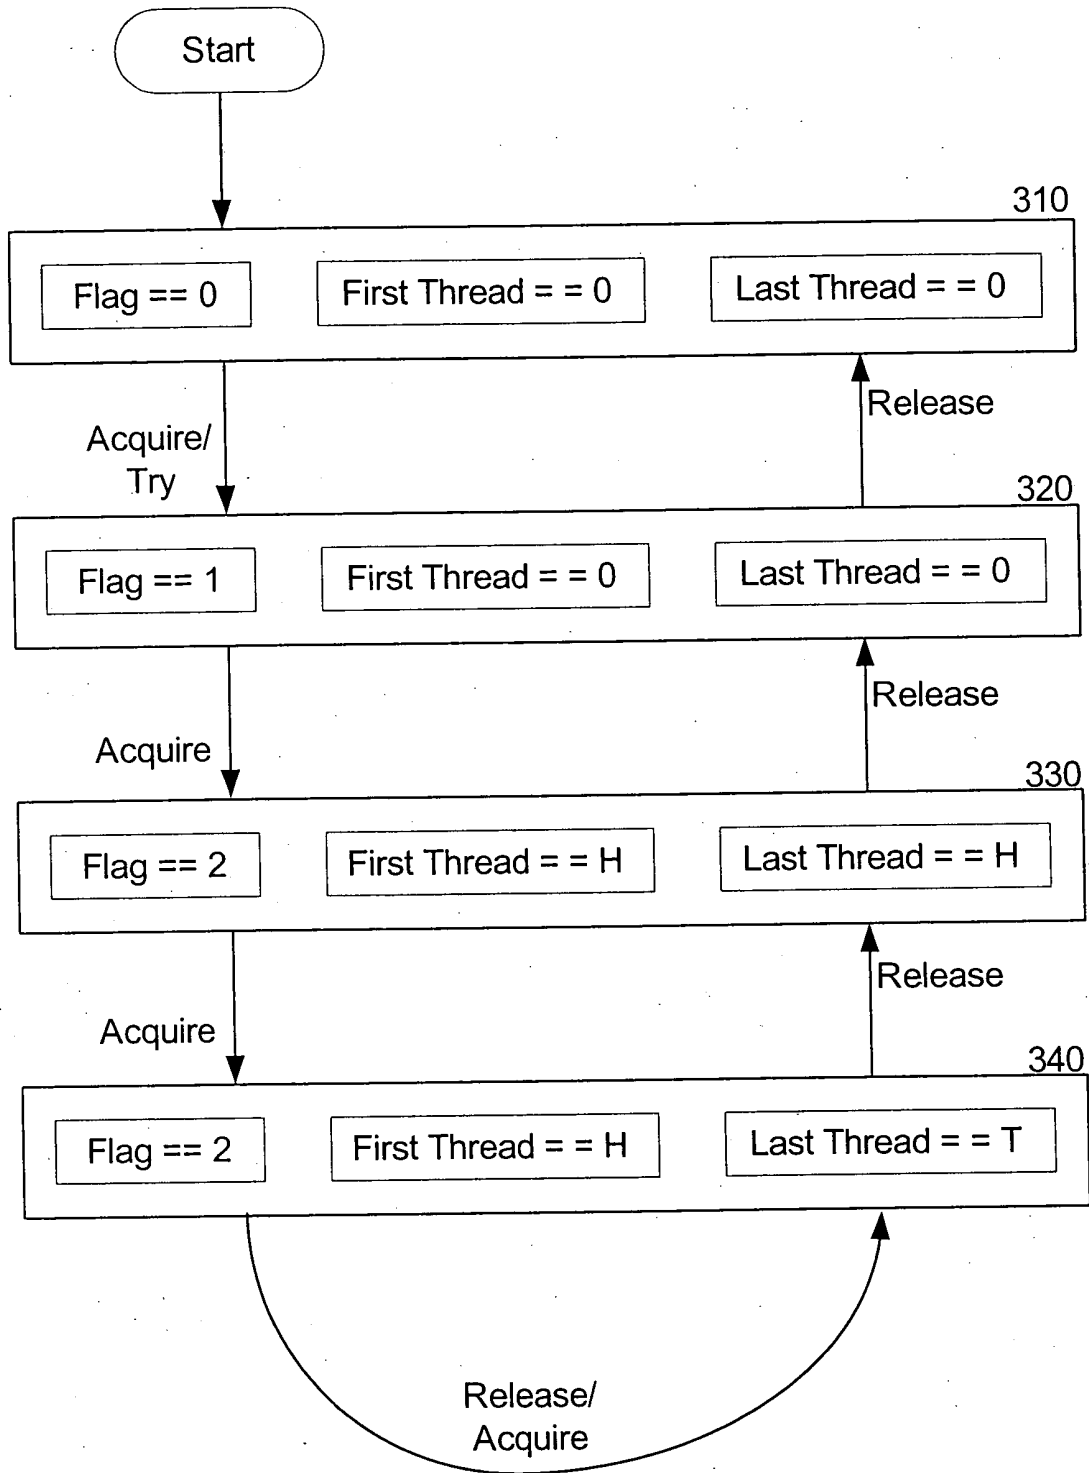 Start
310
Flag == 0
First Thread = = 0
Last Thread = = 0
Acquire/
Try
Release
320
Flag == 1
First Thread = = 0
Last Thread = = 0
Acquire
Release
330
Flag == 2
First Thread = = H
Last Thread = = H
Acquire
Release
340
Flag == 2
First Thread = = H
Last Thread = = T
Release/
Acquire